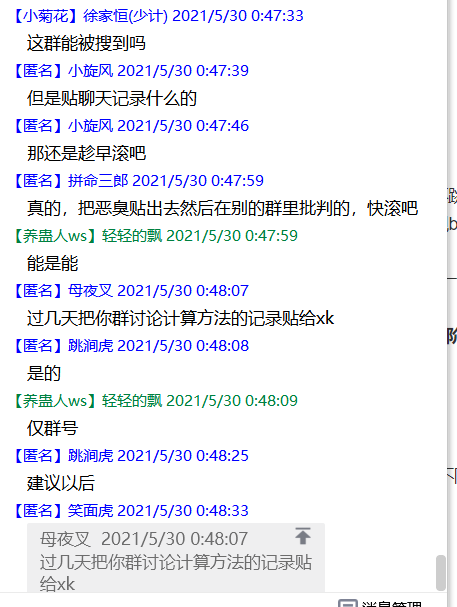 【小菊花】徐家恒(少计) 2021/5/30 0:47:33
这群能被搜到吗
【匿名】小旋风 2021/5/30 0:47:39
但是贴聊天记录什么的
【匿名】小旋风 2021/5/30 0:47:46
那还是趁早滚吧
【匿名】拼命三郎 2021/5/30 0:47:59
真的，把恶臭贴出去然后在别的群里批判的，快滚吧
【养蛊人ws】轻轻的飘 2021/5/30 0:47:59
能是能
【匿名】母夜叉 2021/5/30 0:48:07
过几天把你群讨论计算方法的记录贴给xk
【匿名】跳涧虎 2021/5/30 0:48:08
是的
【养蛊人ws】轻轻的飘 2021/5/30 0:48:09
仅群号
【匿名】跳涧虎 2021/5/30 0:48:25
建议以后
【匿名】笑面虎 2021/5/30 0:48:33
母夜叉 2021/5/30 0:48:07
过几天把你群讨论计算方法的记录贴
给xk
消息管理